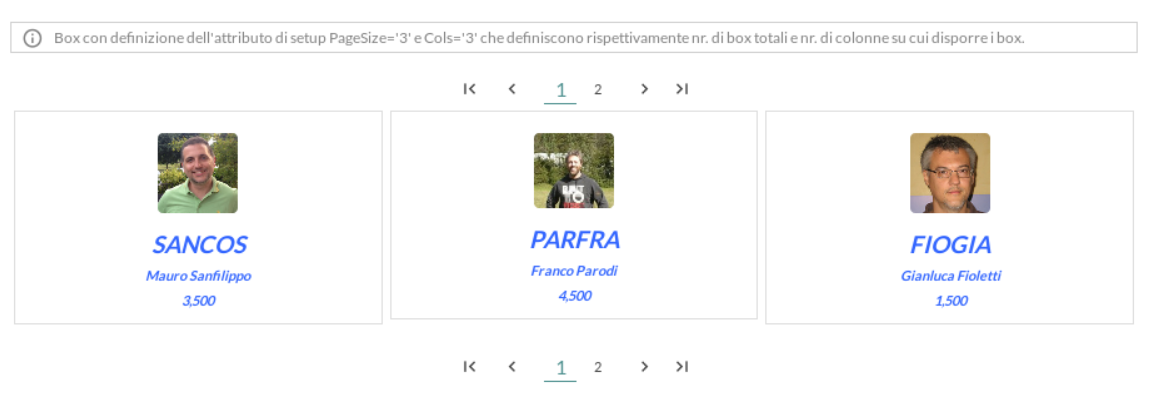 Box con definizione dell'attributo di setup PageSize='3' e Cols='3' che definiscono rispettivamente nr. di box totali e nr. di colonne su cui disporre i box.
1 2
SANCOS
Mauro Sanfilippo
3,500
PARFRA
Franco Parodi
4,500
FIOGIA
Gianluca Fioletti
1,500
1 2